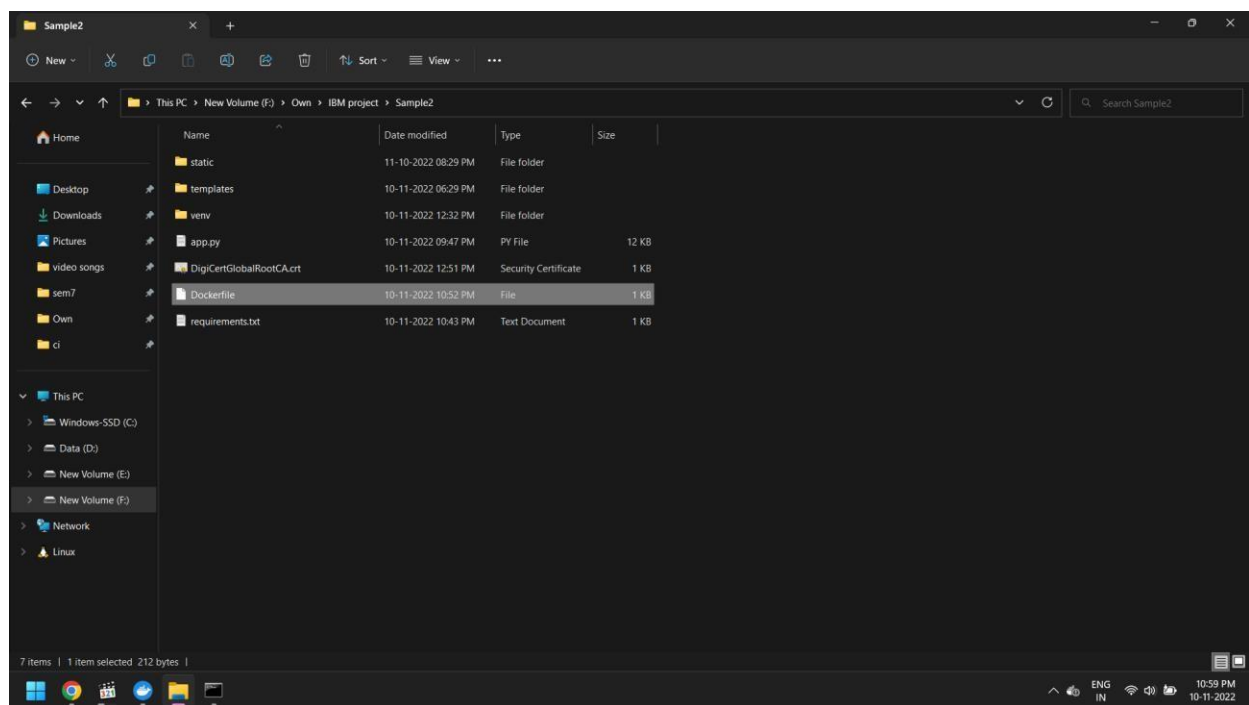 Sample2
New
Sort
View
This PC > New Volume (F:) > Own > IBM project > Sample2
Search Sample2
Home
Desktop
Downloads
Pictures
video songs
sem7
Own
ci
This PC
Windows-SSD (C:)
Data (D:)
New Volume (E:)
New Volume (F:)
Network
Linux
Name Date modified Type Size
static 11-10-2022 08:29 PM File folder
templates 10-11-2022 06:29 PM File folder
venv 10-11-2022 12:32 PM File folder
app.py 10-11-2022 09:47 PM PY File 12 KB
DigiCertGlobalRootCA.crt 10-11-2022 12:51 PM Security Certificate 1 KB
Dockerfile 10-11-2022 10:52 PM File 1 KB
requirements.txt 10-11-2022 10:43 PM Text Document 1 KB
7 items | 1 item selected 212 bytes |
ENG
IN
10:59 PM
10-11-2022